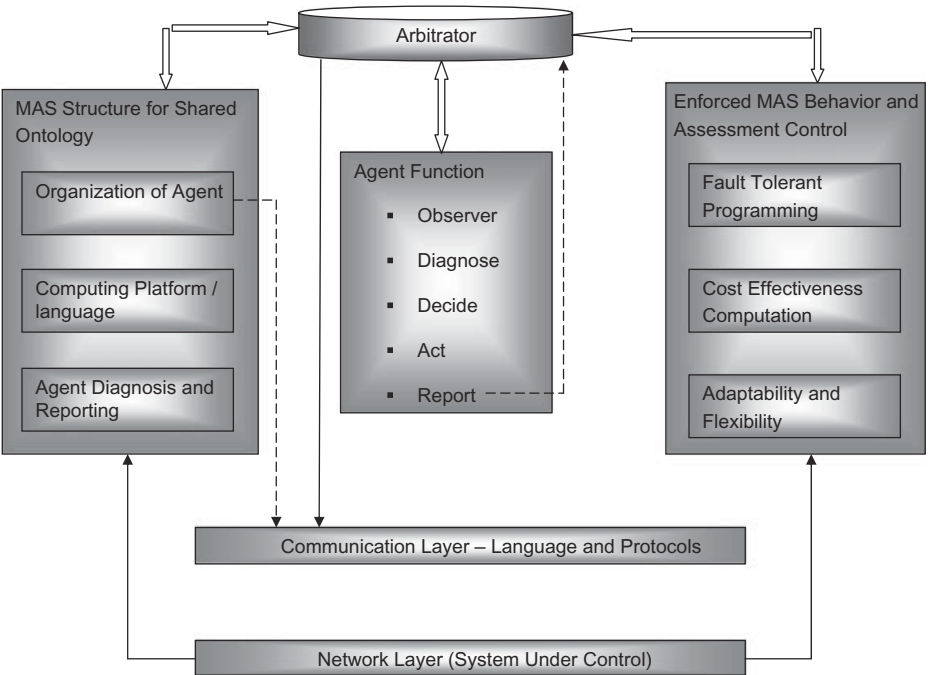 Arbitrator
MAS Structure for Shared
Ontology
Organization of Agent
Computing Platform /
language
Agent Diagnosis and
Reporting
Agent Function
▪ Observer
▪ Diagnose
▪ Decide
▪ Act
▪ Report
Enforced MAS Behavior and
Assessment Control
Fault Tolerant
Programming
Cost Effectiveness
Computation
Adaptability and
Flexibility
Communication Layer – Language and Protocols
Network Layer (System Under Control)